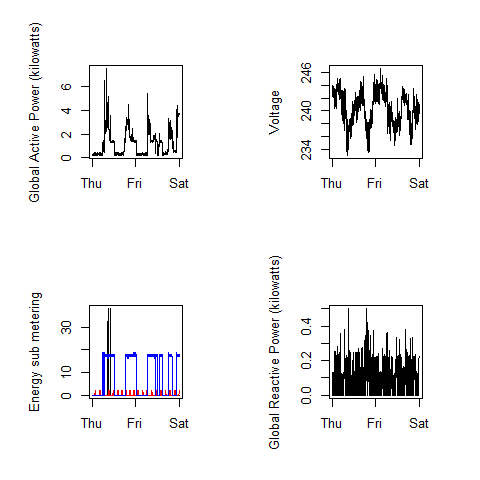 Global Active Power (kilowatts)
6
4
2
0
Thu Fri Sat
Voltage
246
240
234
Thu Fri Sat
Energy sub metering
30
10
0
Thu Fri Sat
Global Reactive Power (kilowatts)
0.4
0.2
0.0
Thu Fri Sat